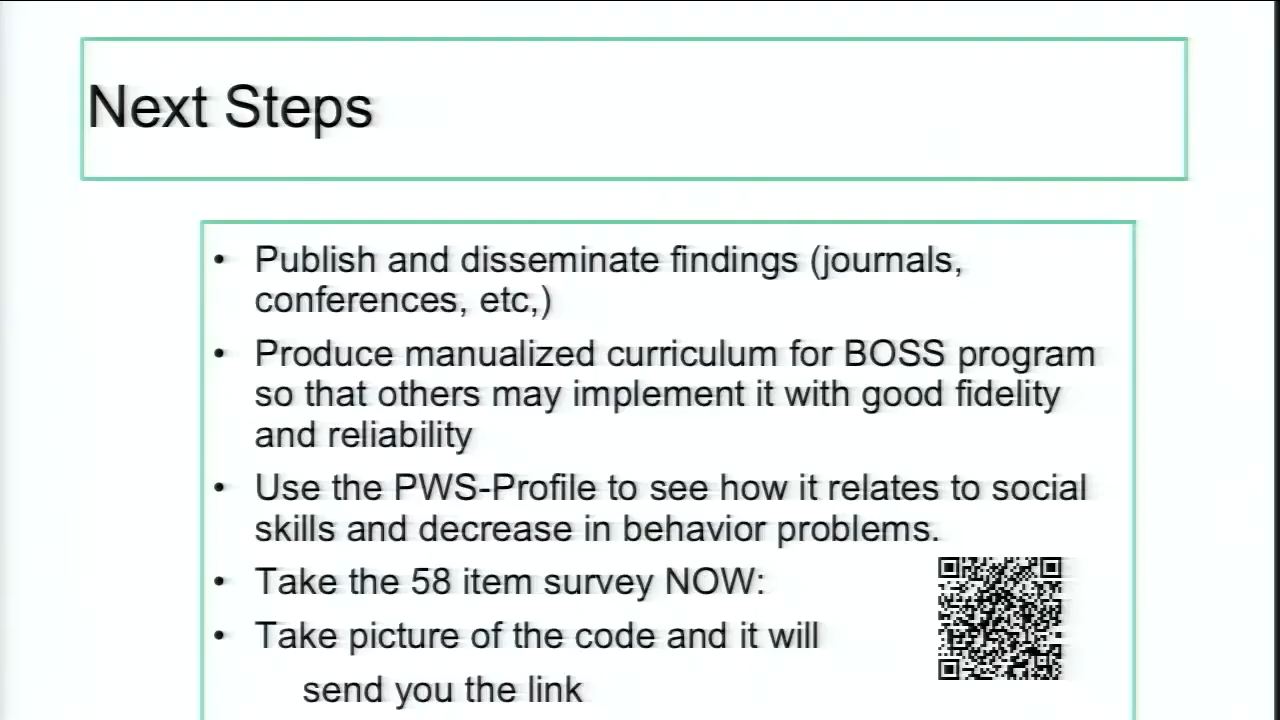 Next Steps
• Publish and disseminate findings (journals,
conferences, etc,)
• Produce manualized curriculum for BOSS program
so that others may implement it with good fidelity
and reliability
• Use the PWS-Profile to see how it relates to social
skills and decrease in behavior problems.
• Take the 58 item survey NOW:
• Take picture of the code and it will
send you the link